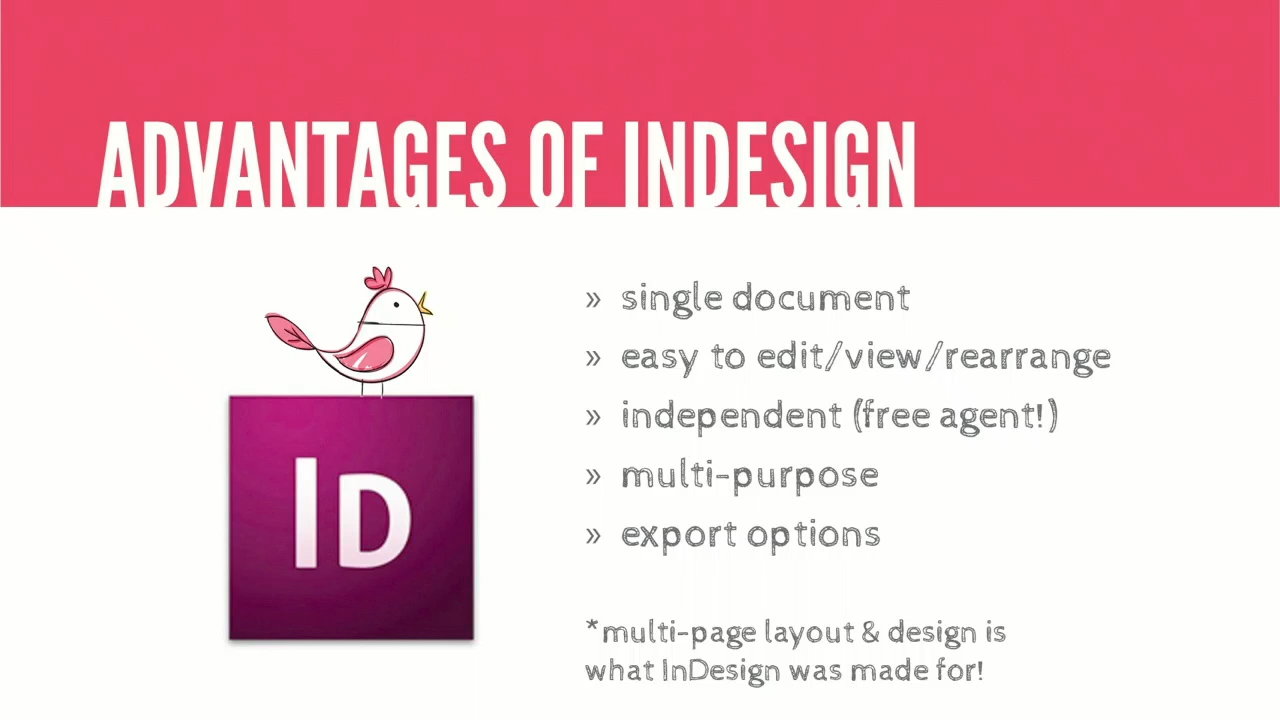 ADVANTAGES OF INDESIGN
» single document
» easy to edit/view/rearrange
» independent (free agent!)
» multi-purpose
» export options
ID
*multi-page layout & design is
what InDesign was made for!